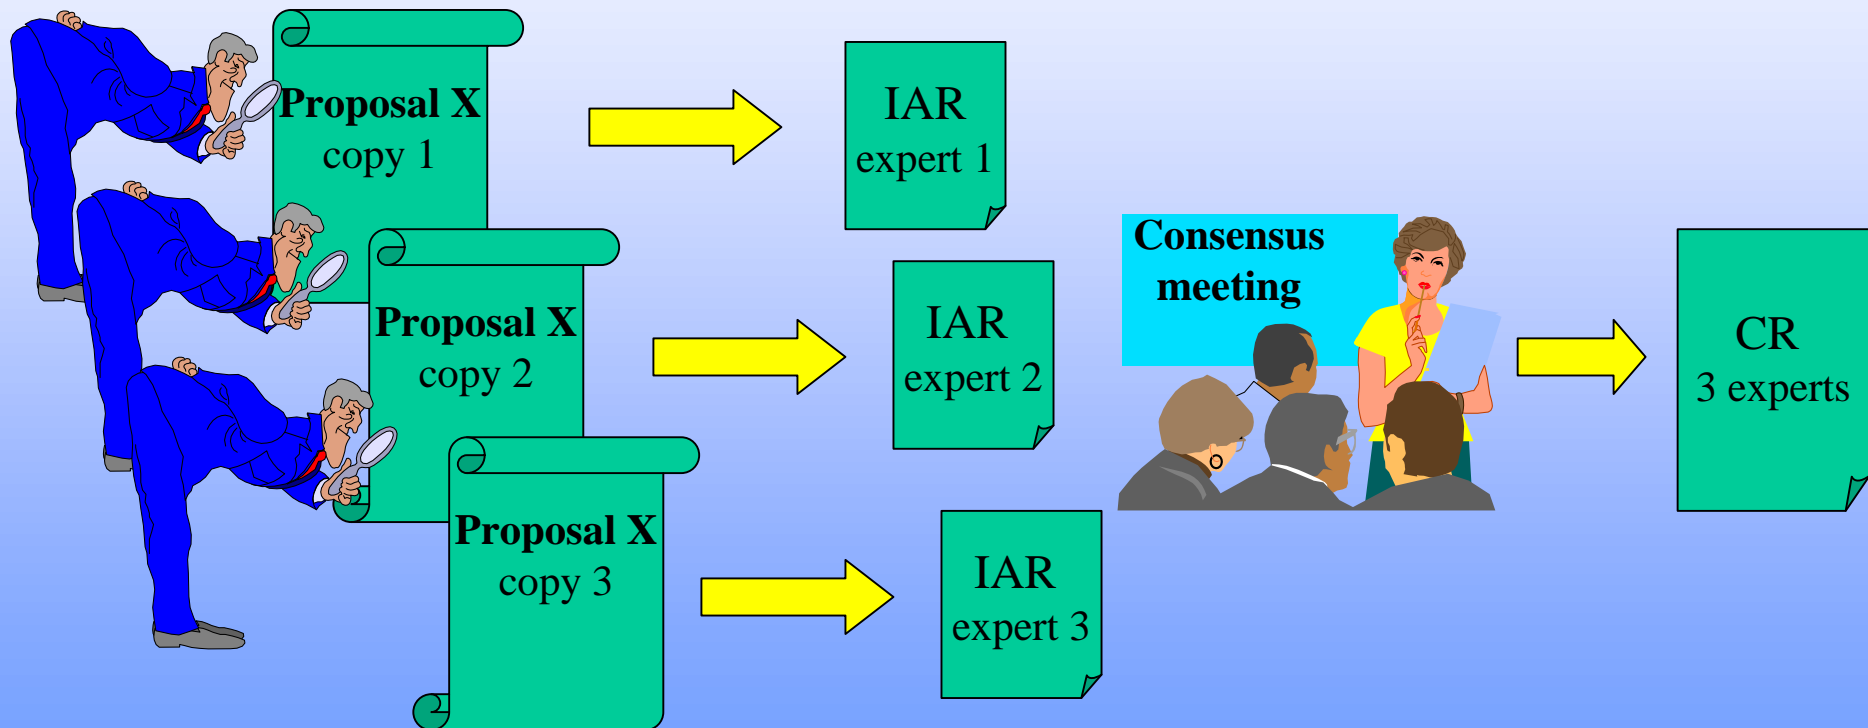 Proposal X
copy 1
IAR
expert 1
Proposal X
copy 2
IAR
expert 2
Proposal X
copy 3
IAR
expert 3
Consensus
meeting
CR
3 experts